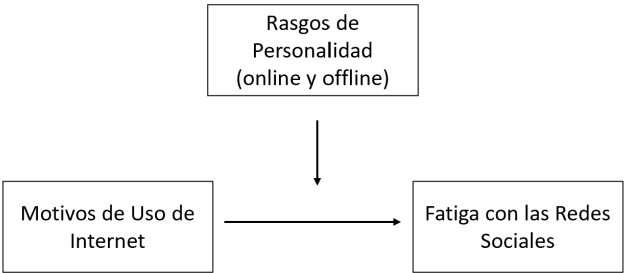 Rasgos de
Personalidad
(online y offline)
Motivos de Uso de
Internet
Fatiga con las Redes
Sociales